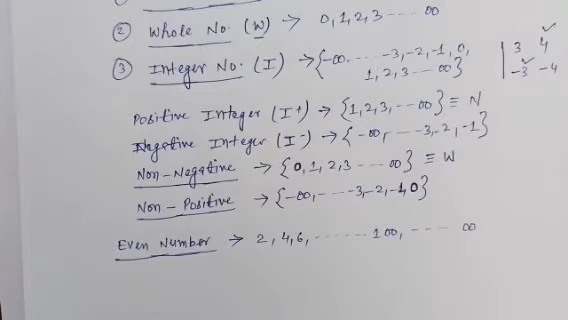 ② Whole No. (W) → 0, 1, 2, 3 ---- ∞
③ Integer No. (I) → {-∞. ... -3, -2, -1, 0,
1, 2, 3 --- ∞}
3 4
-3 -4
Positive Integer (I+) → {1, 2, 3, --- ∞} ≡ N
Negative Integer (I-) → {-∞, ---- -3, -2, -1}
Non-Negative → {0, 1, 2, 3 ---- ∞} ≡ W
Non-Positive → {-∞, ---- -3, -2, -1, 0}
Even Number → 2, 4, 6, ------- 100, ----- ∞